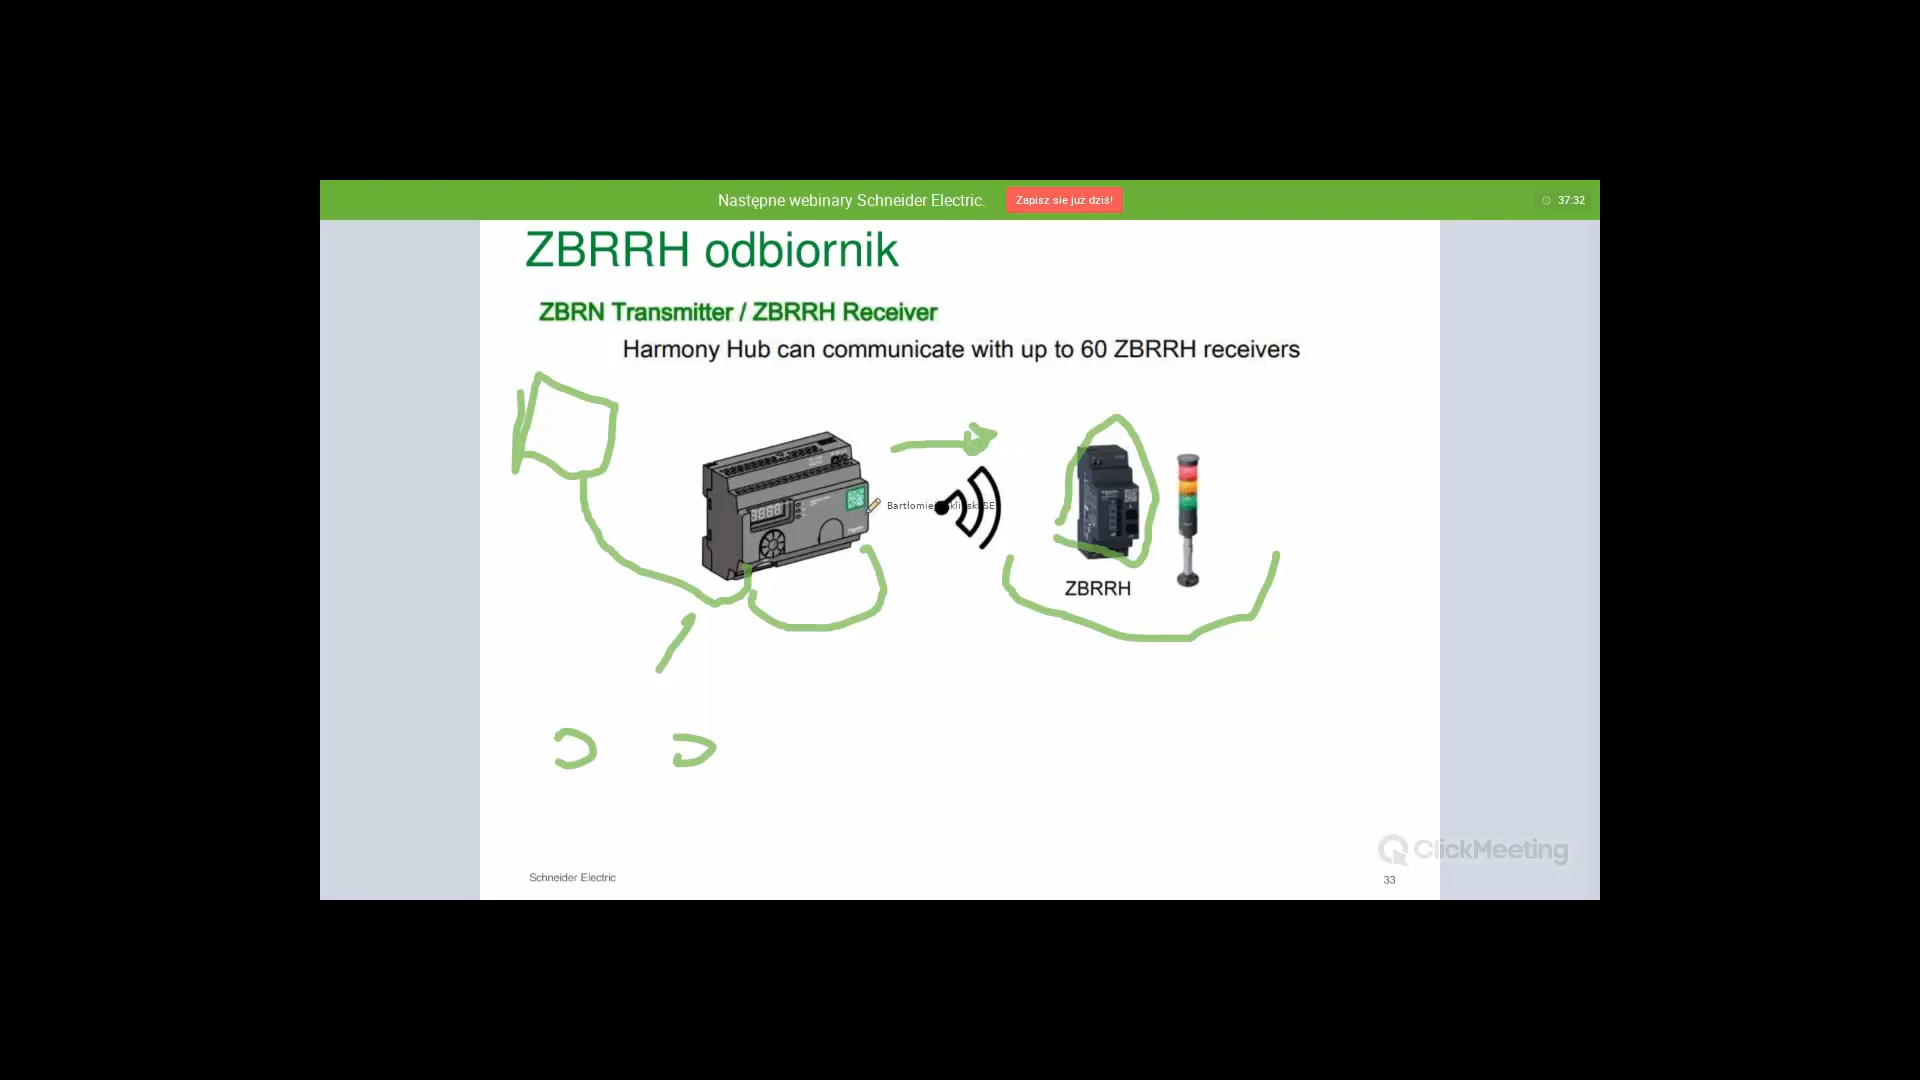 Następne webinary Schneider Electric.
Zapisz sie już dziś!
37:32
ZBRRH odbiornik
ZBRN Transmitter / ZBRRH Receiver
Harmony Hub can communicate with up to 60 ZBRRH receivers
SE
ZBRRH
Schneider Electric
33
ClickMeeting